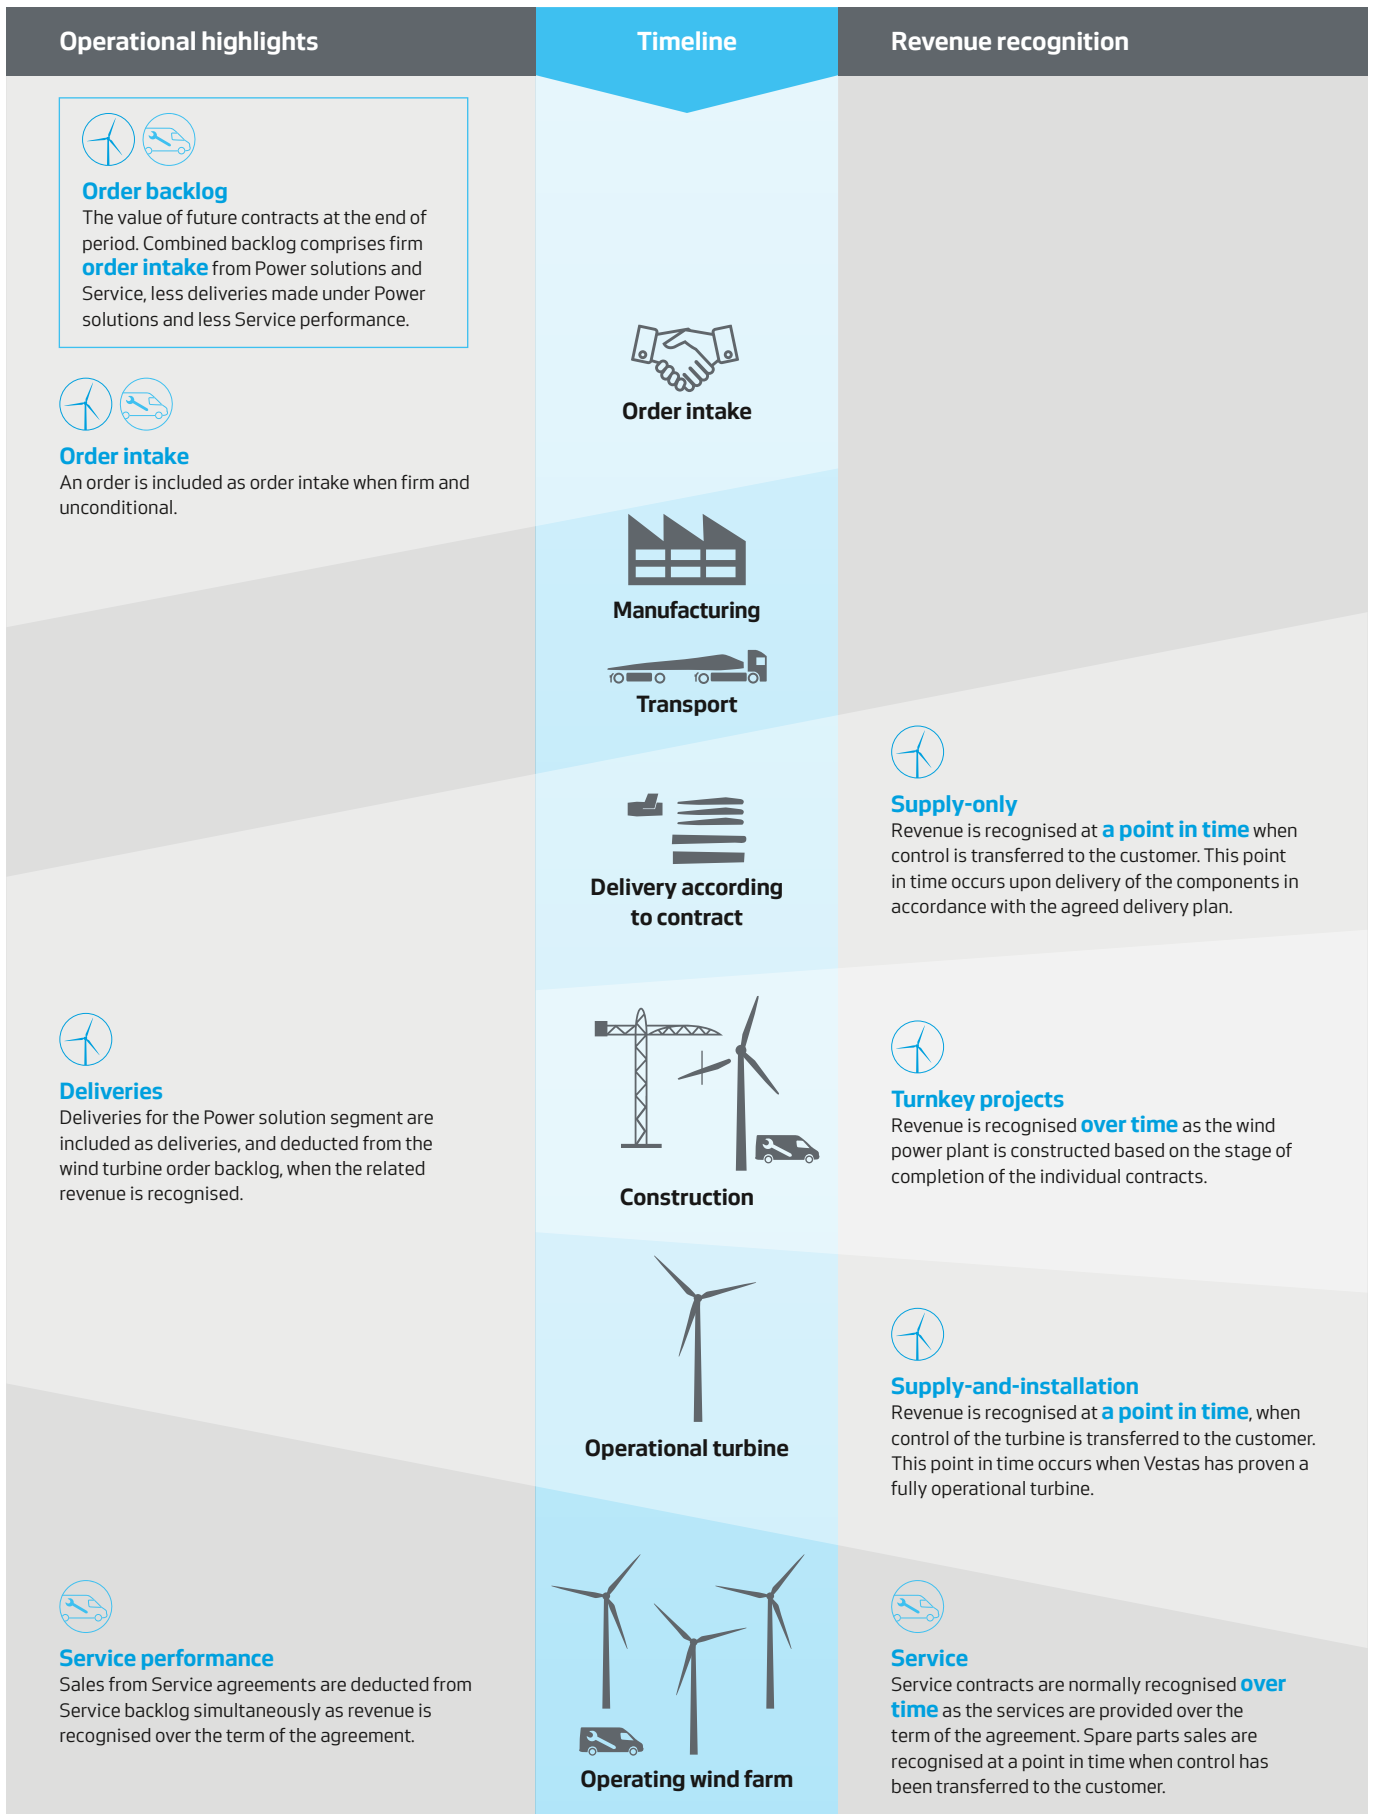 Operational highlights
Timeline
Revenue recognition
Order backlog
The value of future contracts at the end of
period. Combined backlog comprises firm
order intake from Power solutions and
Service, less deliveries made under Power
solutions and less Service performance.
Order intake
An order is included as order intake when firm and
unconditional.
Deliveries
Deliveries for the Power solution segment are
included as deliveries, and deducted from the
wind turbine order backlog, when the related
revenue is recognised.
Service performance
Sales from Service agreements are deducted from
Service backlog simultaneously as revenue is
recognised over the term of the agreement.
Order intake
Manufacturing
Transport
Delivery according
to contract
Construction
Operational turbine
Operating wind farm
Supply-only
Revenue is recognised at a point in time when
control is transferred to the customer. This point
in time occurs upon delivery of the components in
accordance with the agreed delivery plan.
Turnkey projects
Revenue is recognised over time as the wind
power plant is constructed based on the stage of
completion of the individual contracts.
Supply-and-installation
Revenue is recognised at a point in time, when
control of the turbine is transferred to the customer.
This point in time occurs when Vestas has proven a
fully operational turbine.
Service
Service contracts are normally recognised over
time as the services are provided over the
term of the agreement. Spare parts sales are
recognised at a point in time when control has
been transferred to the customer.